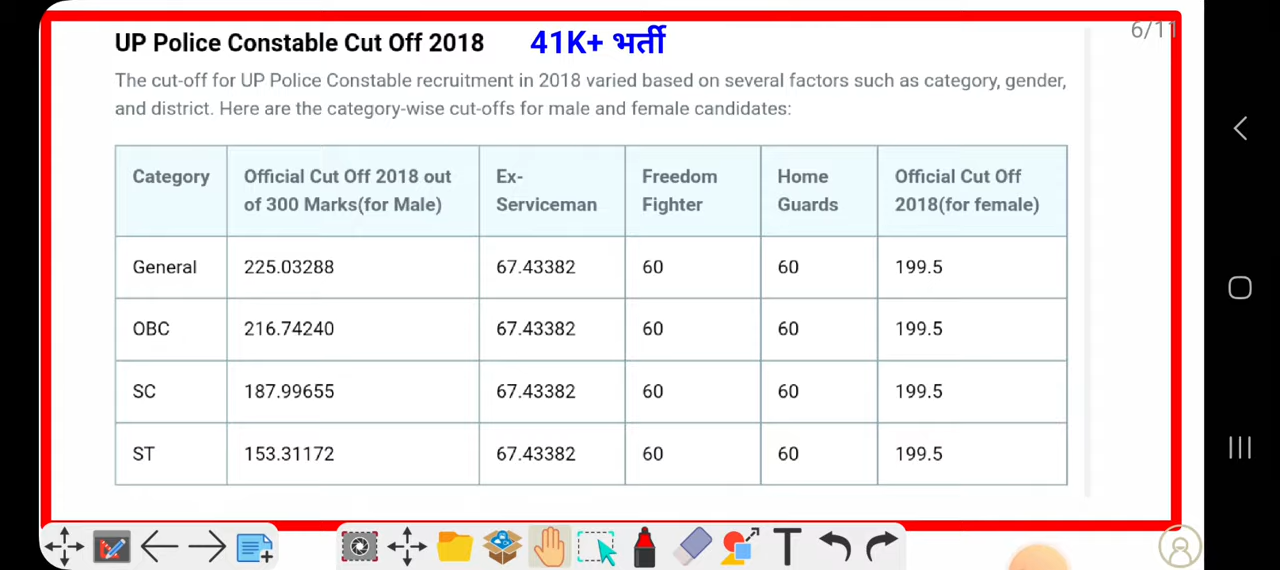 6/11
UP Police Constable Cut Off 2018 41K+ भर्ती
The cut-off for UP Police Constable recruitment in 2018 varied based on several factors such as category, gender,
and district. Here are the category-wise cut-offs for male and female candidates:
Category Official Cut Off 2018 out of 300 Marks(for Male) Ex-Serviceman Freedom Fighter Home Guards Official Cut Off 2018(for female)
General 225.03288 67.43382 60 60 199.5
OBC 216.74240 67.43382 60 60 199.5
SC 187.99655 67.43382 60 60 199.5
ST 153.31172 67.43382 60 60 199.5
T